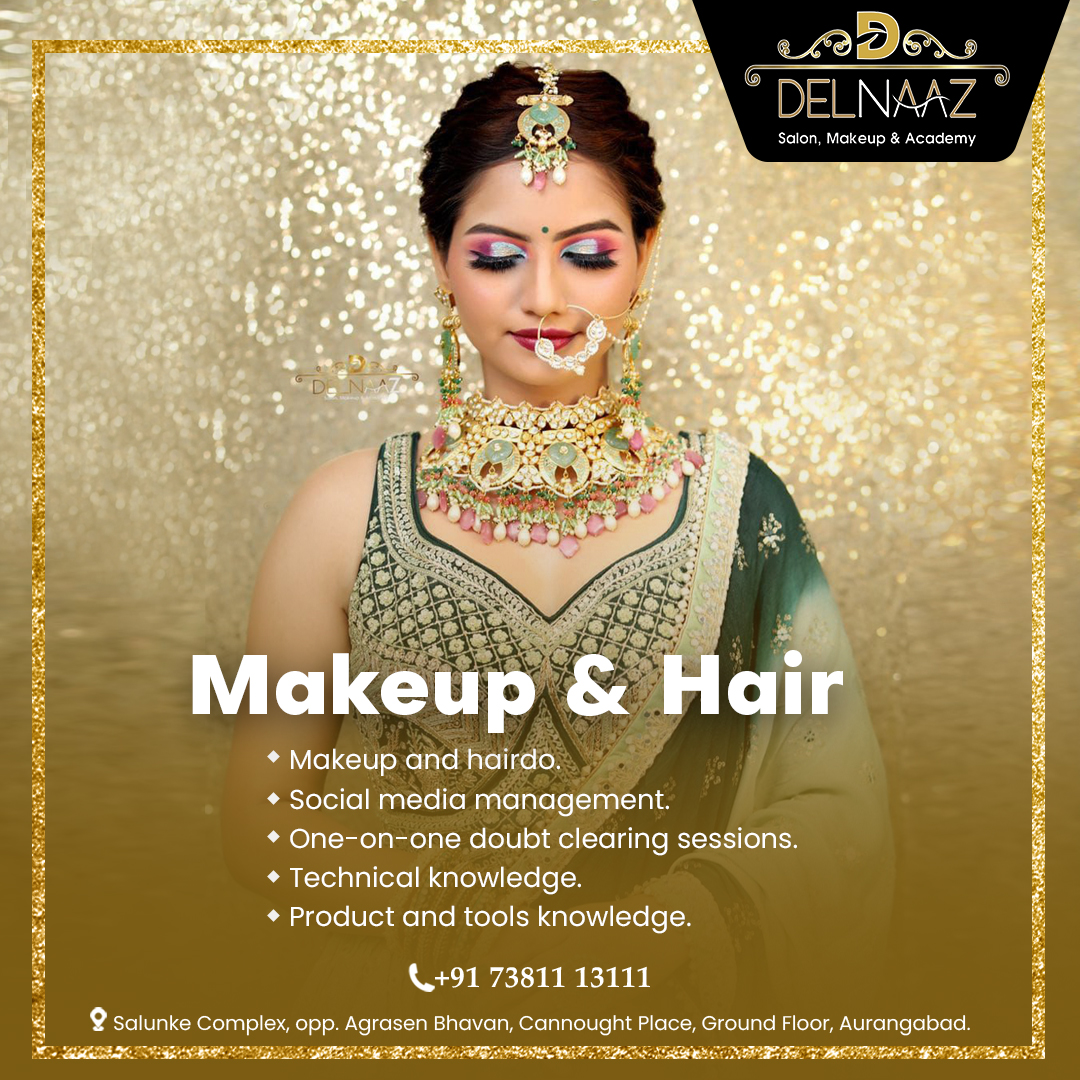 DELNAAZ
Salon, Makeup & Academy
DELNAAZ
Makeup & Hair
Makeup and hairdo.
Social media management.
One-on-one doubt clearing sessions.
Technical knowledge.
Product and tools knowledge.
+91 73811 13111
Salunke Complex, opp. Agrasen Bhavan, Cannought Place, Ground Floor, Aurangabad.